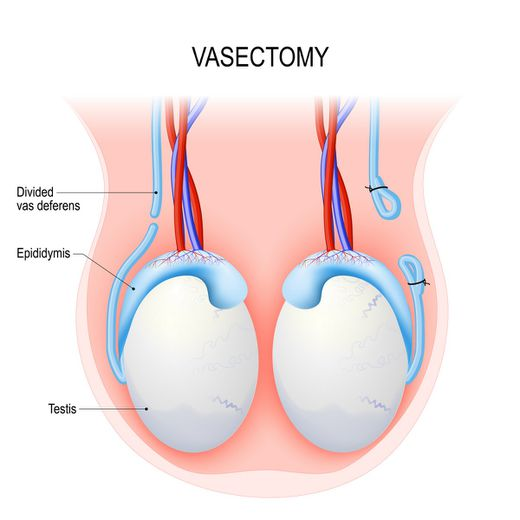 VASECTOMY
Divided
vas deferens
Epididymis
Testis